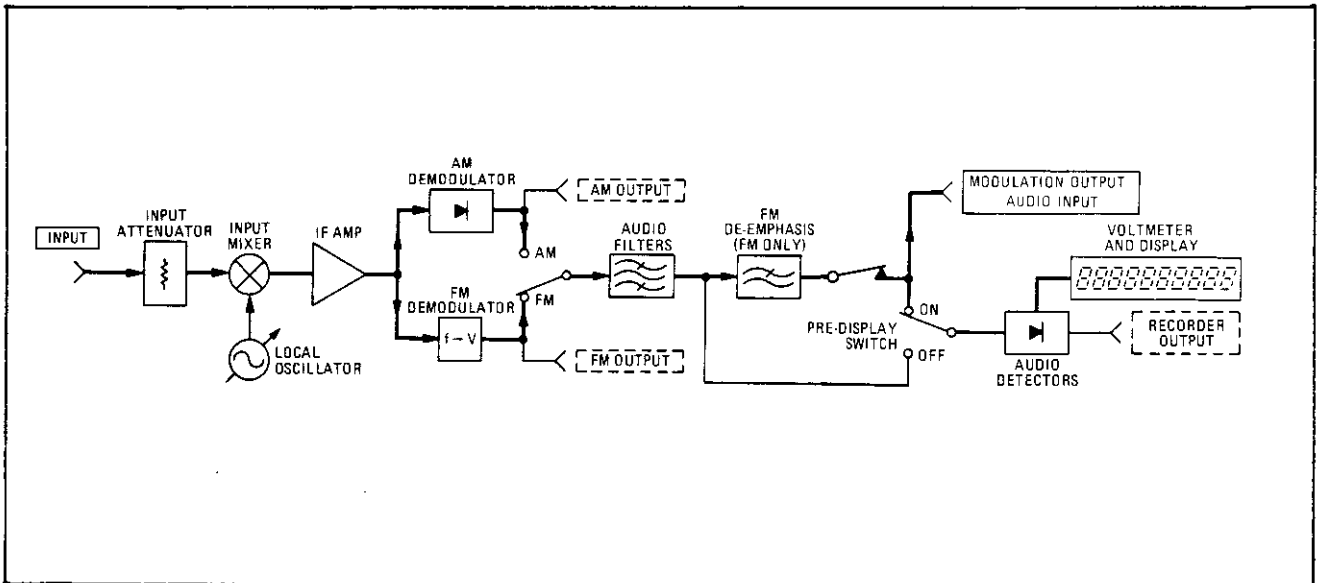 INPUT
INPUT
ATTENUATOR
INPUT
MIXER
LOCAL
OSCILLATOR
IF AMP
AM
DEMODULATOR
AM OUTPUT
AM
FM
FM
DEMODULATOR
f→V
FM OUTPUT
AUDIO
FILTERS
FM
DE-EMPHASIS
(FM ONLY)
PRE-DISPLAY
SWITCH
ON
OFF
MODULATION OUTPUT
AUDIO INPUT
VOLTMETER
AND DISPLAY
AUDIO
DETECTORS
RECORDER
OUTPUT